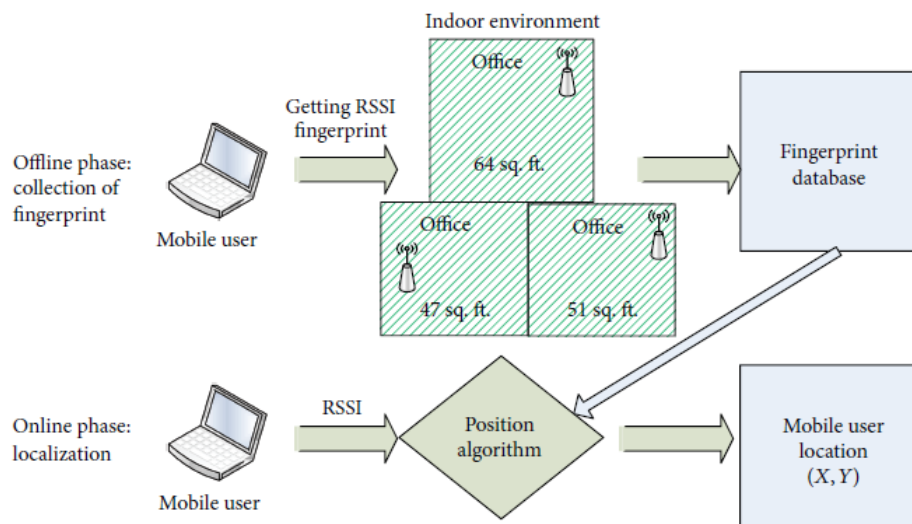 Indoor environment
Office
64 sq. ft.
Office
47 sq. ft.
Office
51 sq. ft.
Getting RSSI
fingerprint
Offline phase:
collection of
fingerprint
Mobile user
Fingerprint
database
Online phase:
localization
Mobile user
RSSI
Position
algorithm
Mobile user
location
(X, Y)